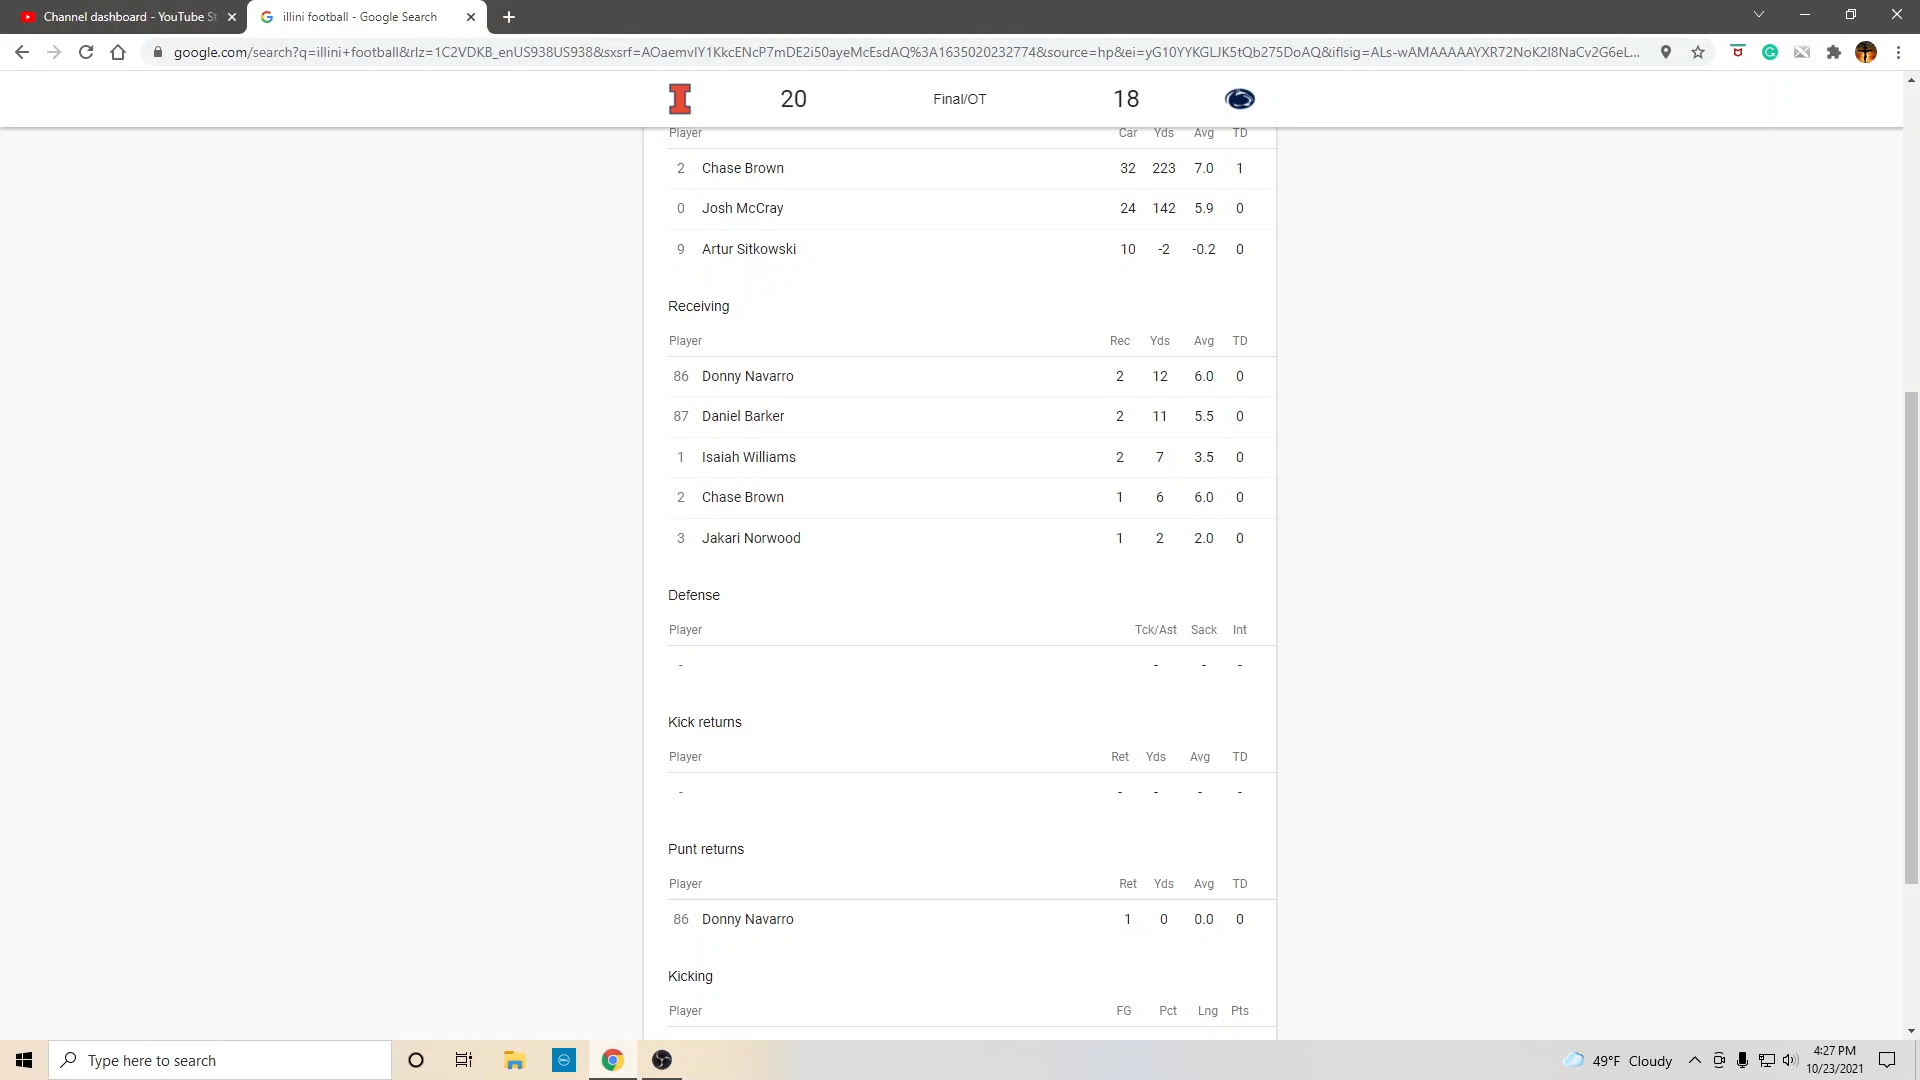 Channel dashboard - YouTube St
illini football - Google Search
google.com/search?q=illini+football&rlz=1C2VDKB_enUS938US938&sxsrf=AOaemvIY1KkcENcP7mDE2i50ayeMcEsdAQ%3A1635020232774&source=hp&ei=yG10YYKGLJK5tQb275DoAQ&iflsig=ALs-wAMAAAAAYXR72NoK2I8NaCv2G6eL...
I 20 Final/OT 18
Player Car Yds Avg TD
2 Chase Brown 32 223 7.0 1
0 Josh McCray 24 142 5.9 0
9 Artur Sitkowski 10 -2 -0.2 0
Receiving
Player Rec Yds Avg TD
86 Donny Navarro 2 12 6.0 0
87 Daniel Barker 2 11 5.5 0
1 Isaiah Williams 2 7 3.5 0
2 Chase Brown 1 6 6.0 0
3 Jakari Norwood 1 2 2.0 0
Defense
Player Tck/Ast Sack Int
- - - -
Kick returns
Player Ret Yds Avg TD
- - - - -
Punt returns
Player Ret Yds Avg TD
86 Donny Navarro 1 0 0.0 0
Kicking
Player FG Pct Lng Pts
Type here to search
49°F Cloudy
4:27 PM
10/23/2021